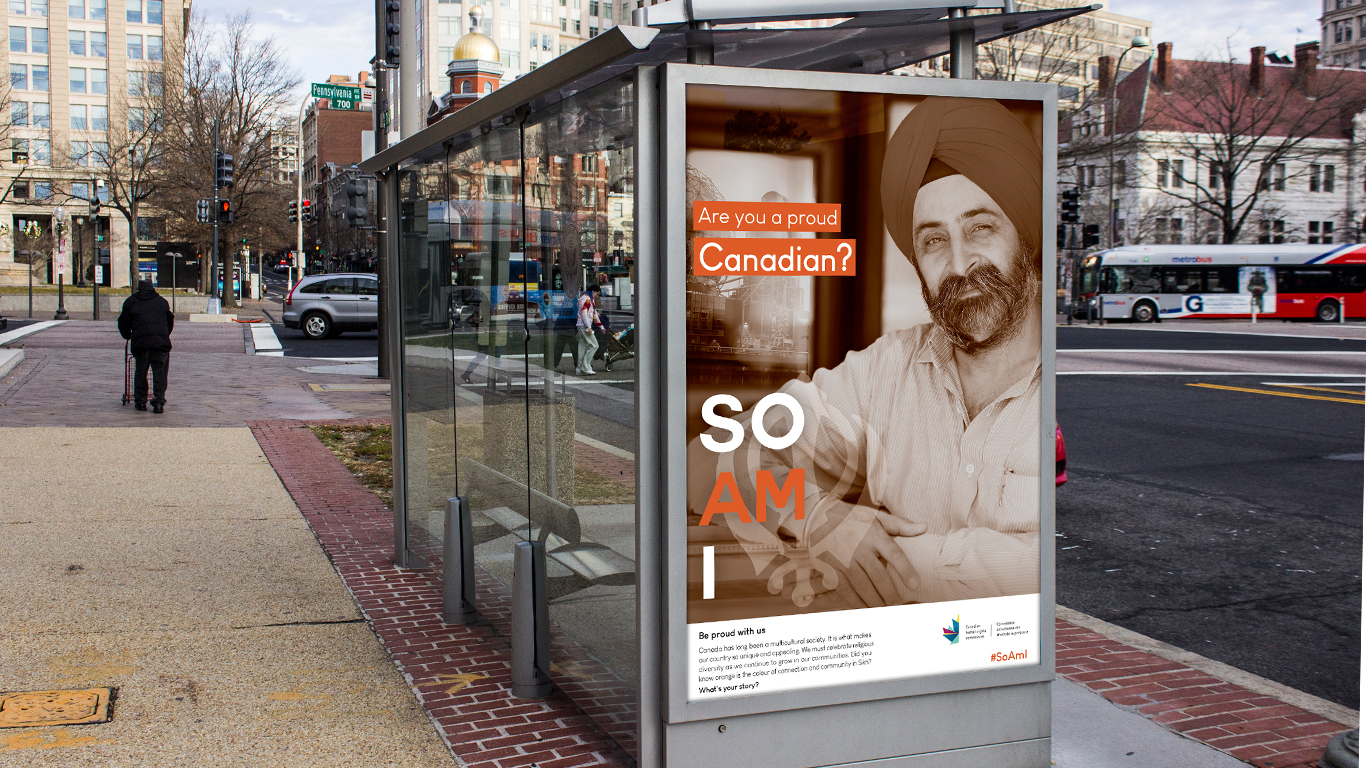 Pennsylvania Ave
700
metrobus
G
Are you a proud
Canadian?
SO
AM
I
Be proud with us
Canada has long been a multicultural society. It is what makes
our country so unique and appealing. We must celebrate religious
diversity as we continue to grow in our communities. Did you
know orange is the colour of connection and community in Sikh?
What's your story?
#SoAmI